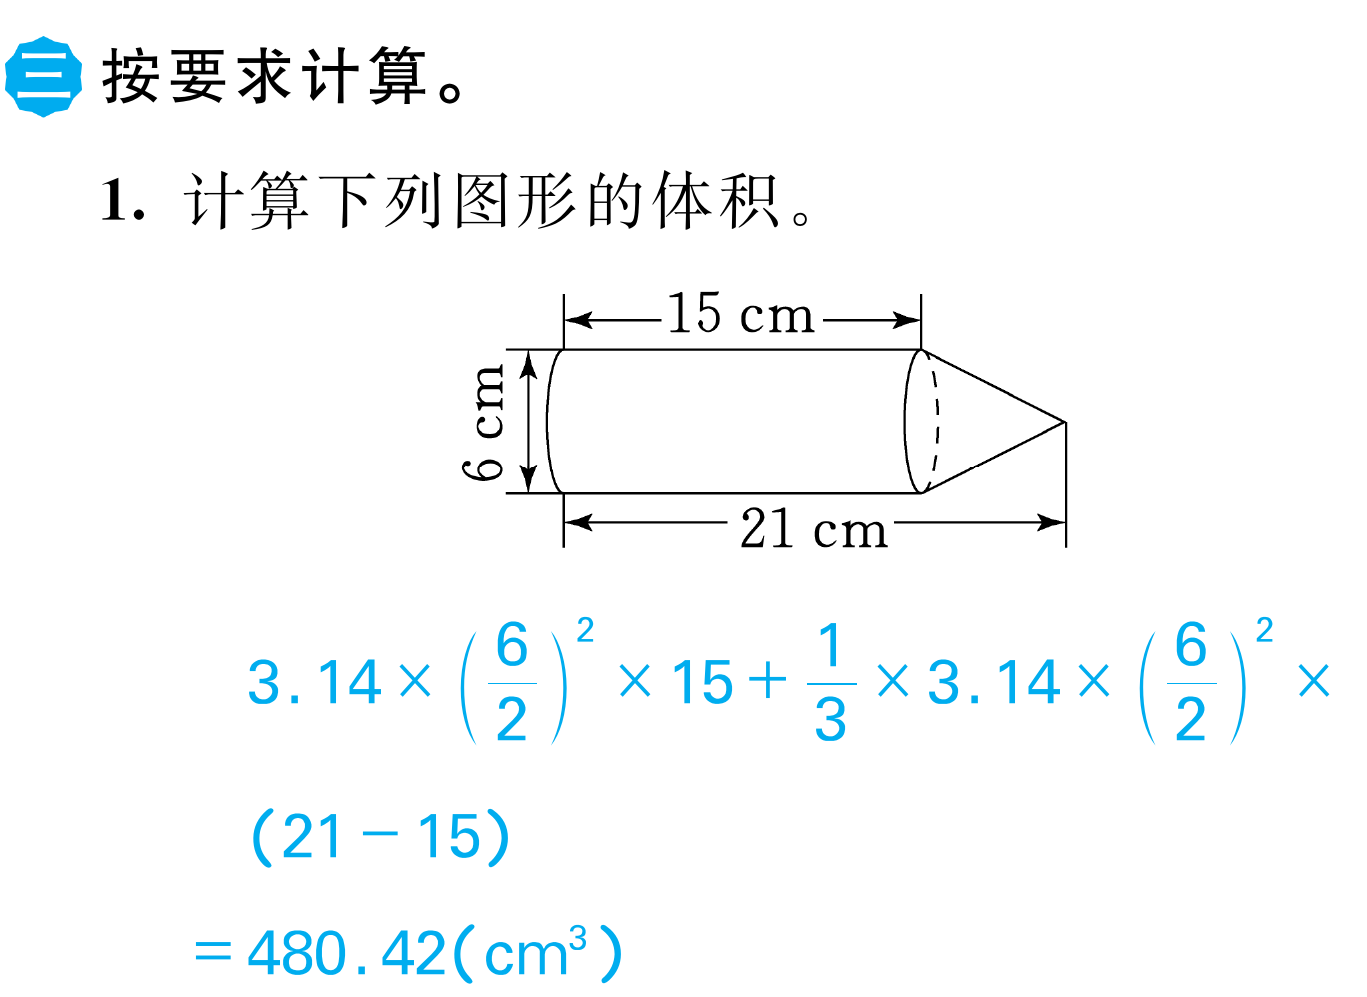 三 按要求计算。
1. 计算下列图形的体积。
15 cm
6 cm
21 cm
3.14×(6/2)²×15+1/3×3.14×(6/2)²×
(21-15)
=480.42(cm³)